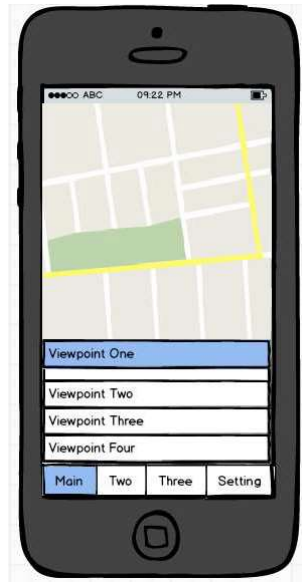 ABC 09:22 PM
Viewpoint One
Viewpoint Two
Viewpoint Three
Viewpoint Four
Main Two Three Setting